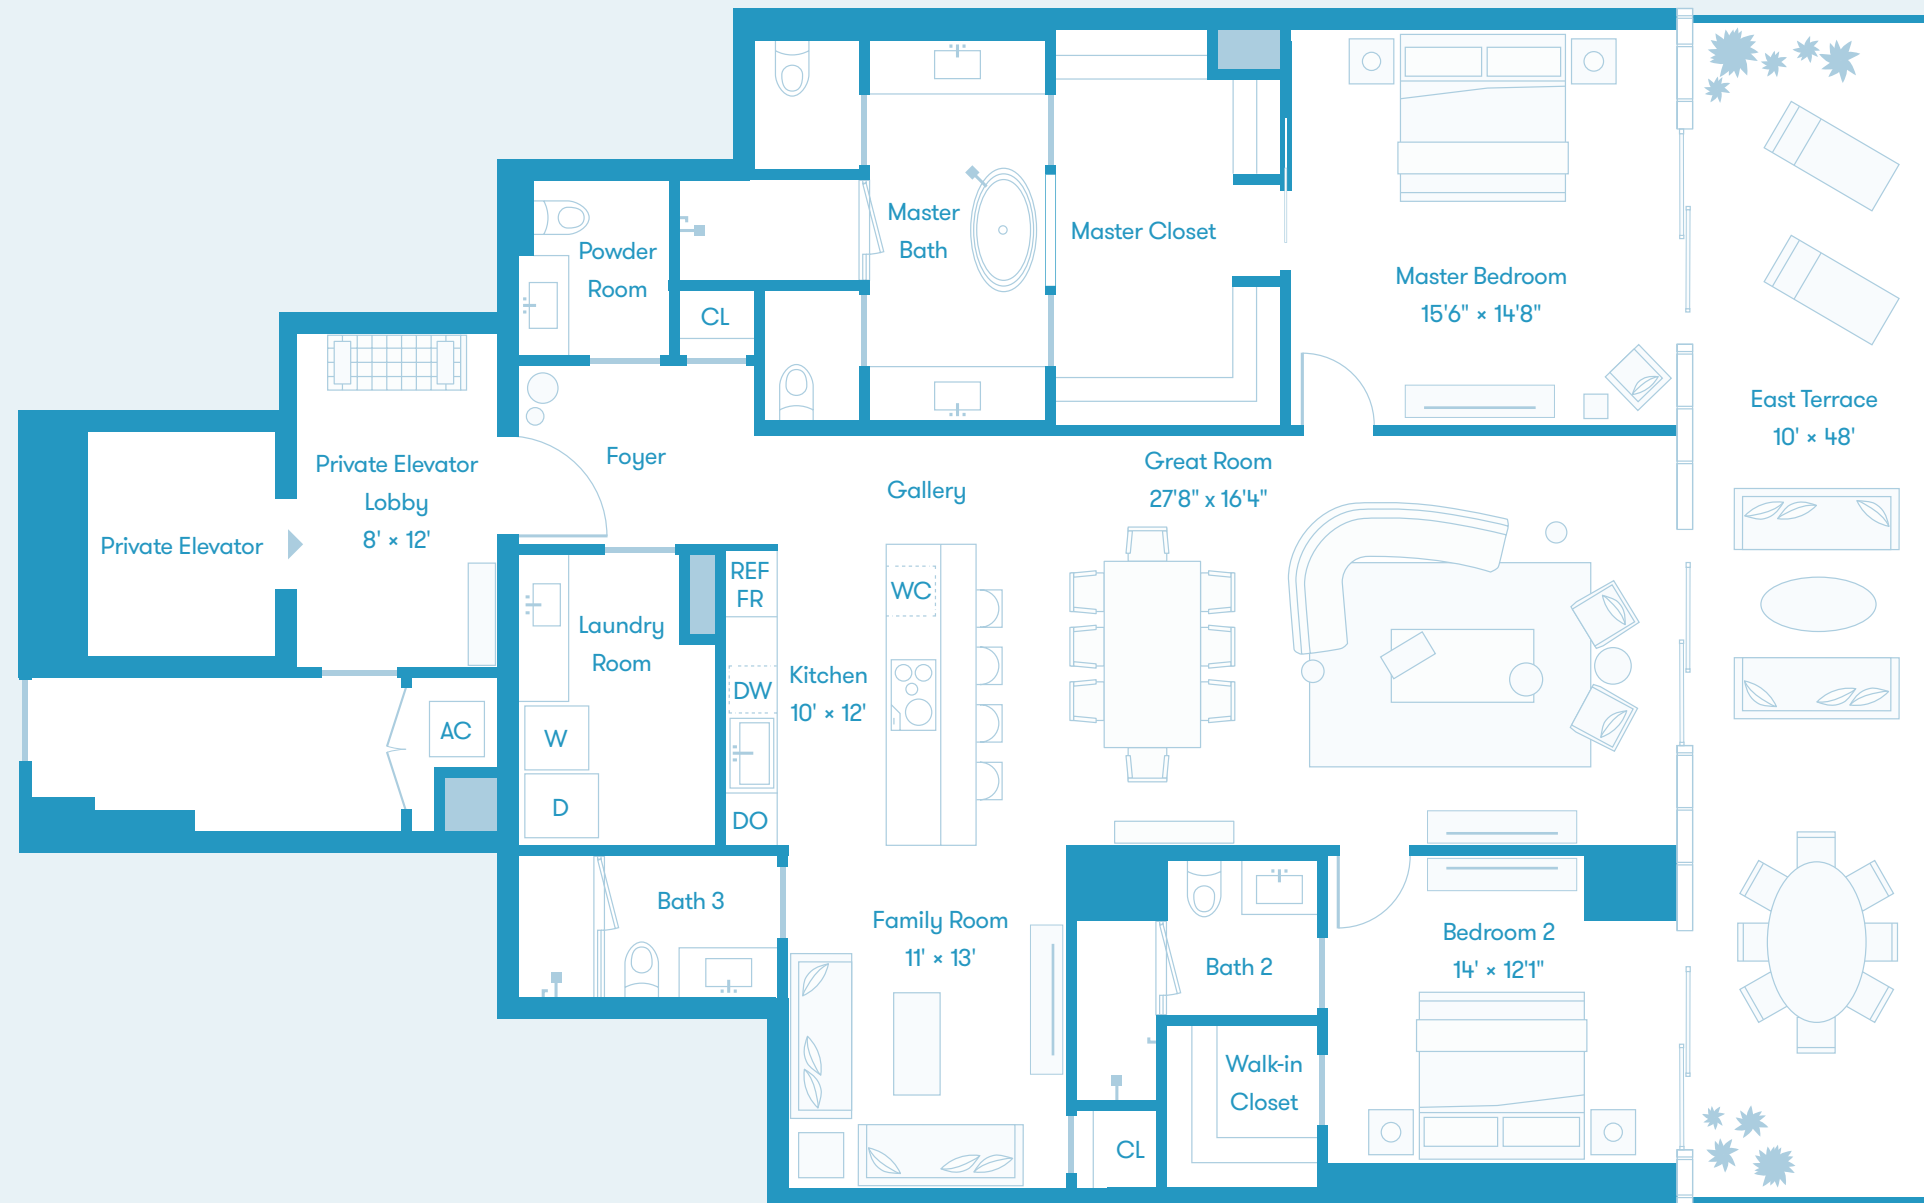 Master
Bath
Master Closet
Powder
Room
CL
Master Bedroom
15'6" × 14'8"
East Terrace
10' × 48'
Private Elevator
Lobby
8' × 12'
Foyer
Gallery
Great Room
27'8" x 16'4"
Private Elevator
REF
FR
WC
Laundry
Room
Kitchen
10' × 12'
DW
AC
W
D
DO
Bath 3
Family Room
11' × 13'
Bath 2
Bedroom 2
14' × 12'1"
Walk-in
Closet
CL